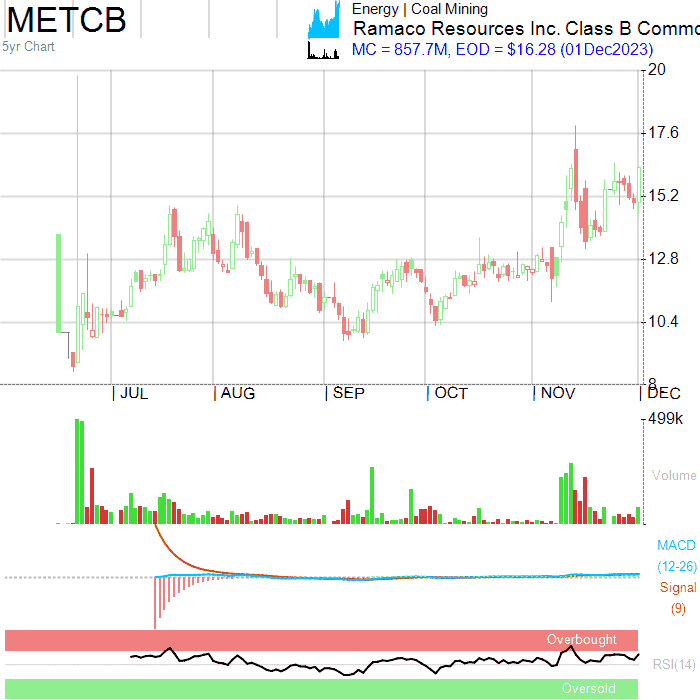 METCB
5yr Chart
Energy | Coal Mining
Ramaco Resources Inc. Class B Commo
MC = 857.7M, EOD = $16.28 (01Dec2023)
20
17.6
15.2
12.8
10.4
8
JUL AUG SEP OCT NOV DEC
499k
Volume
MACD
(12-26)
Signal
(9)
Overbought
RSI(14)
Oversold